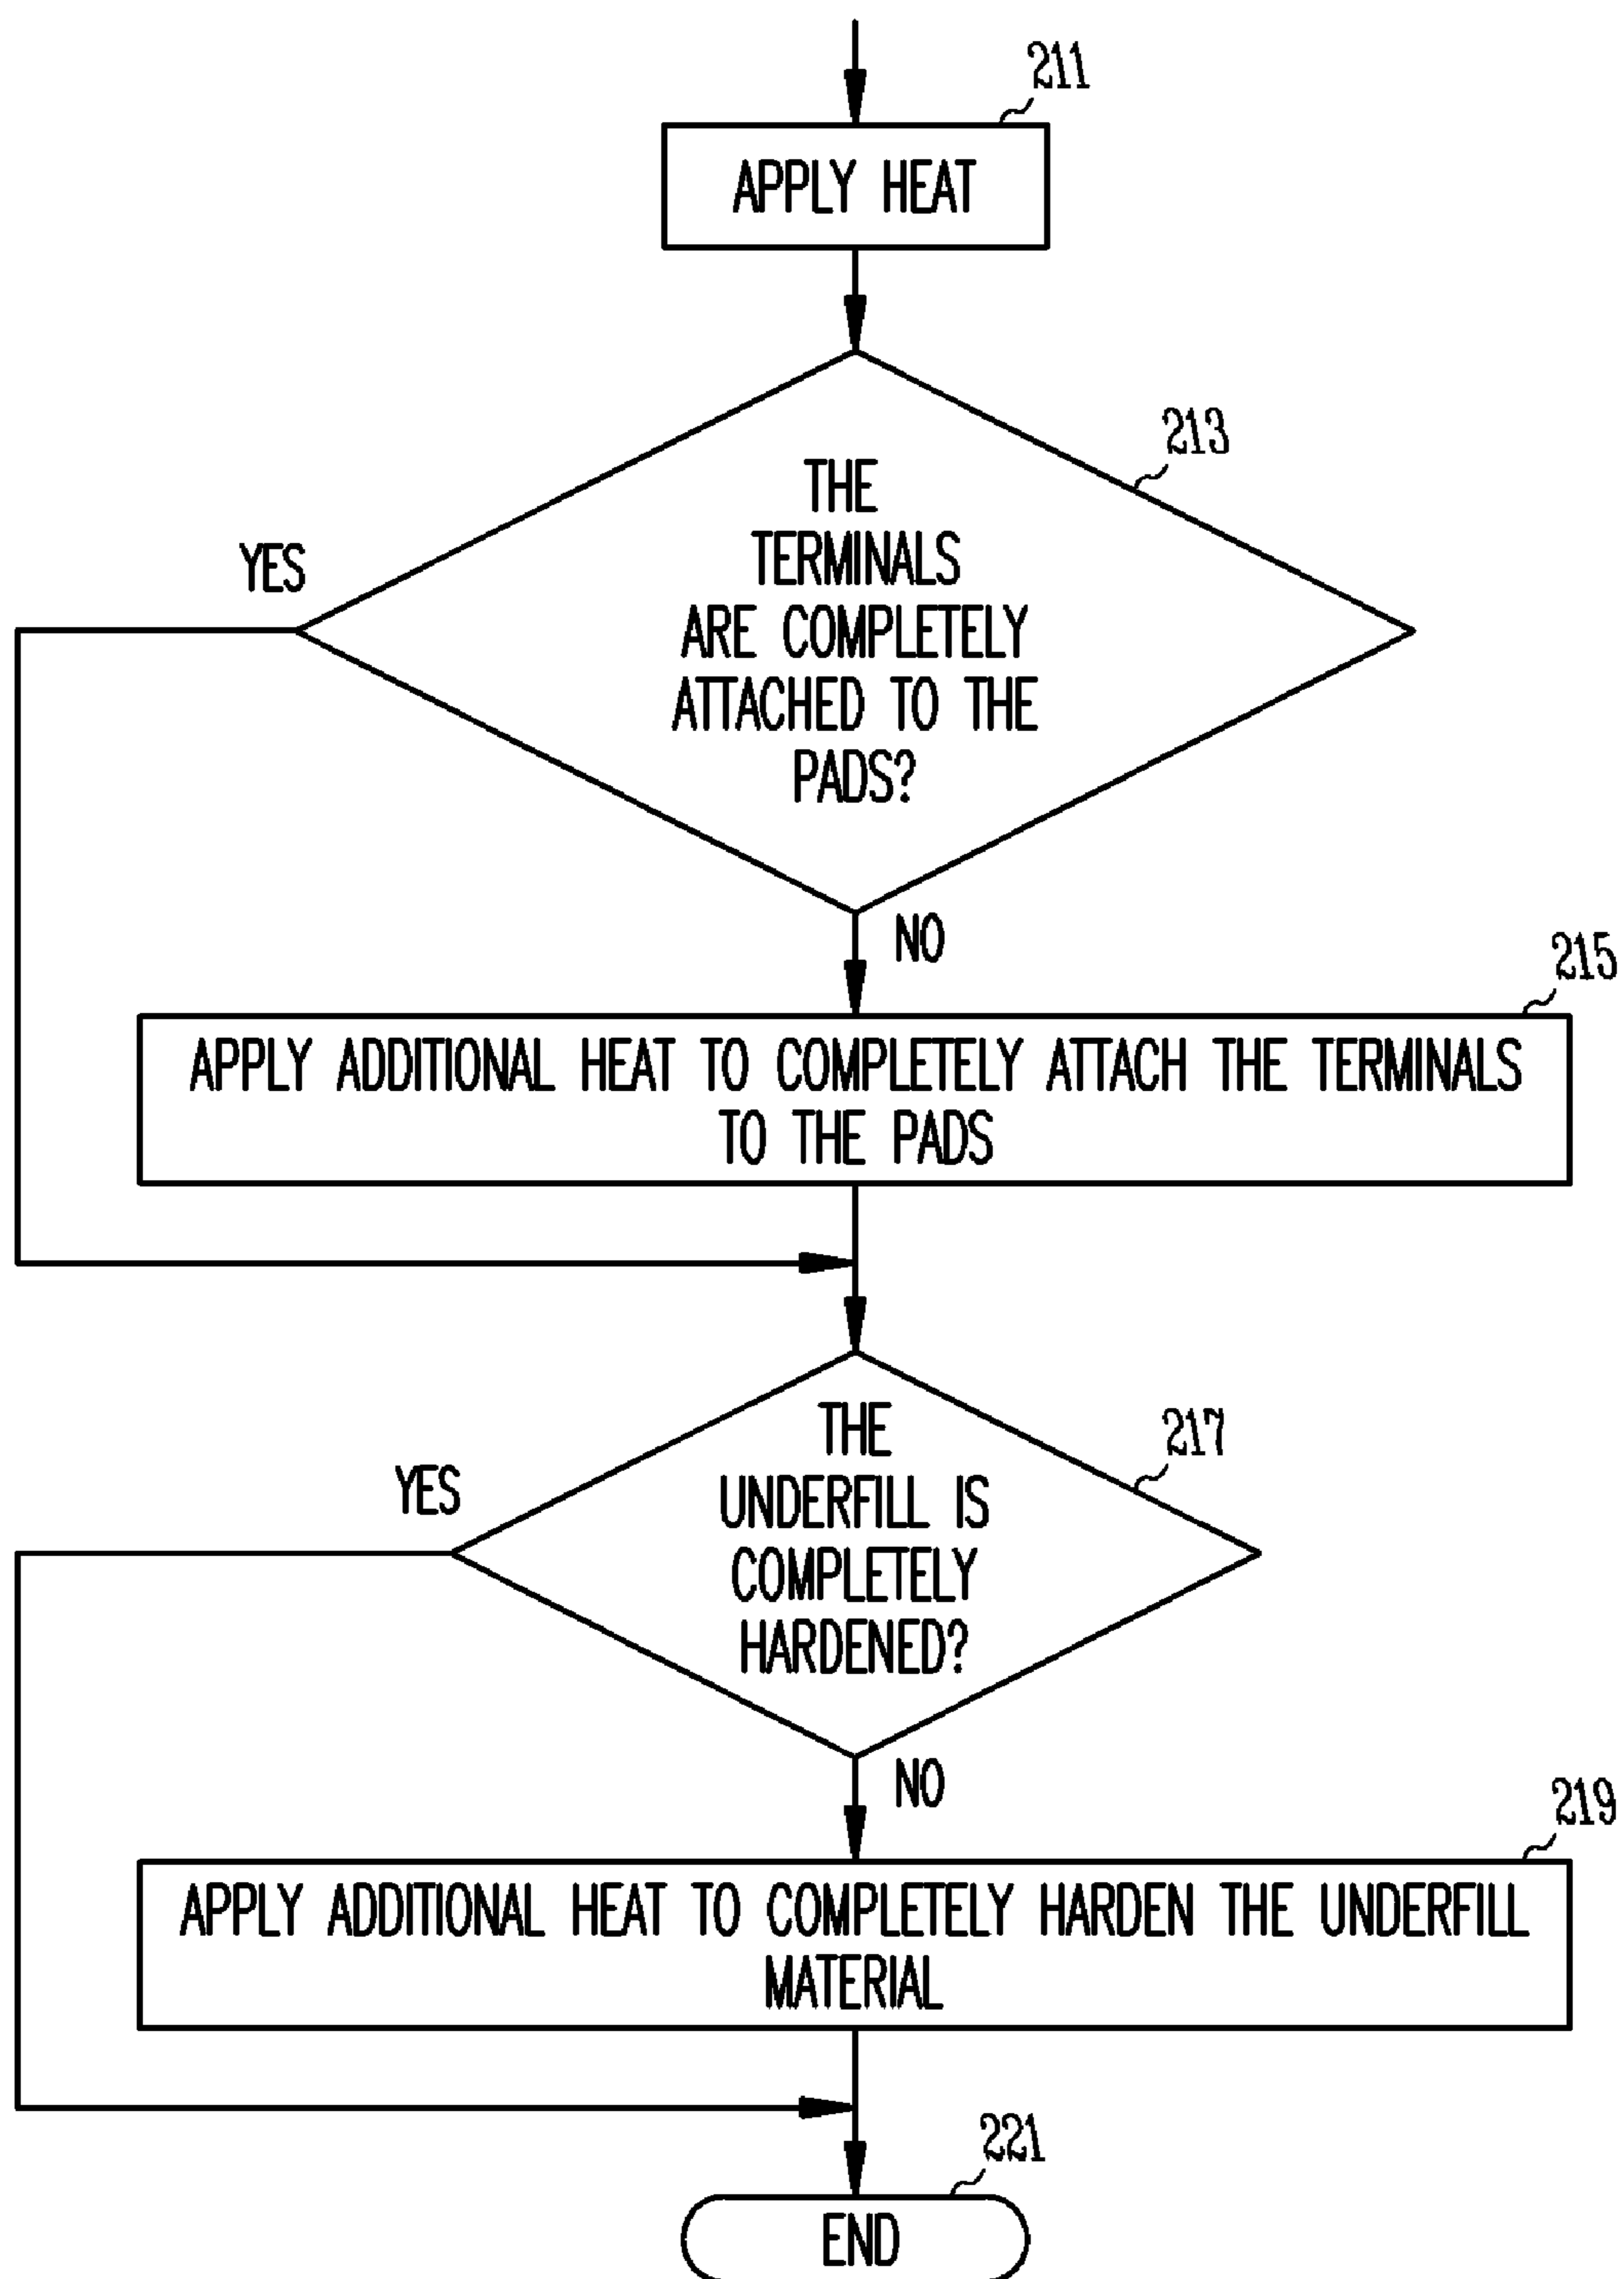 211
APPLY HEAT
213
THE
TERMINALS
ARE COMPLETELY
ATTACHED TO THE
PADS?
YES
NO
215
APPLY ADDITIONAL HEAT TO COMPLETELY ATTACH THE TERMINALS
TO THE PADS
217
THE
UNDERFILL IS
COMPLETELY
HARDENED?
YES
NO
219
APPLY ADDITIONAL HEAT TO COMPLETELY HARDEN THE UNDERFILL
MATERIAL
221
END